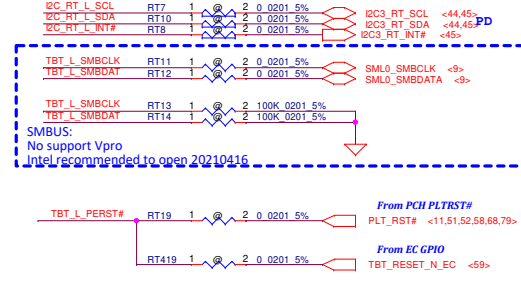 I2C_RT_L_SCL RT7 1 @ 2 0_0201_5% I2C3_RT_SCL <44,45>
I2C_RT_L_SDA RT10 1 @ 2 0_0201_5% I2C3_RT_SDA <44,45> PD
I2C_RT_L_INT# RT8 1 @ 2 0_0201_5% I2C3_RT_INT# <45>
TBT_L_SMBCLK RT11 1 @ 2 0_0201_5% SML0_SMBCLK <9>
TBT_L_SMBDAT RT12 1 @ 2 0_0201_5% SML0_SMBDATA <9>
TBT_L_SMBCLK RT13 1 @ 2 100K_0201_5%
TBT_L_SMBDAT RT14 1 @ 2 100K_0201_5%
SMBUS:
No support Vpro
Intel recommended to open 20210416
From PCH PLTRST#
TBT_L_PERST# RT19 1 @ 2 0_0201_5% PLT_RST# <11,51,52,58,68,79>
From EC GPIO
RT419 1 @ 2 0_0201_5% TBT_RESET_N_EC <59>